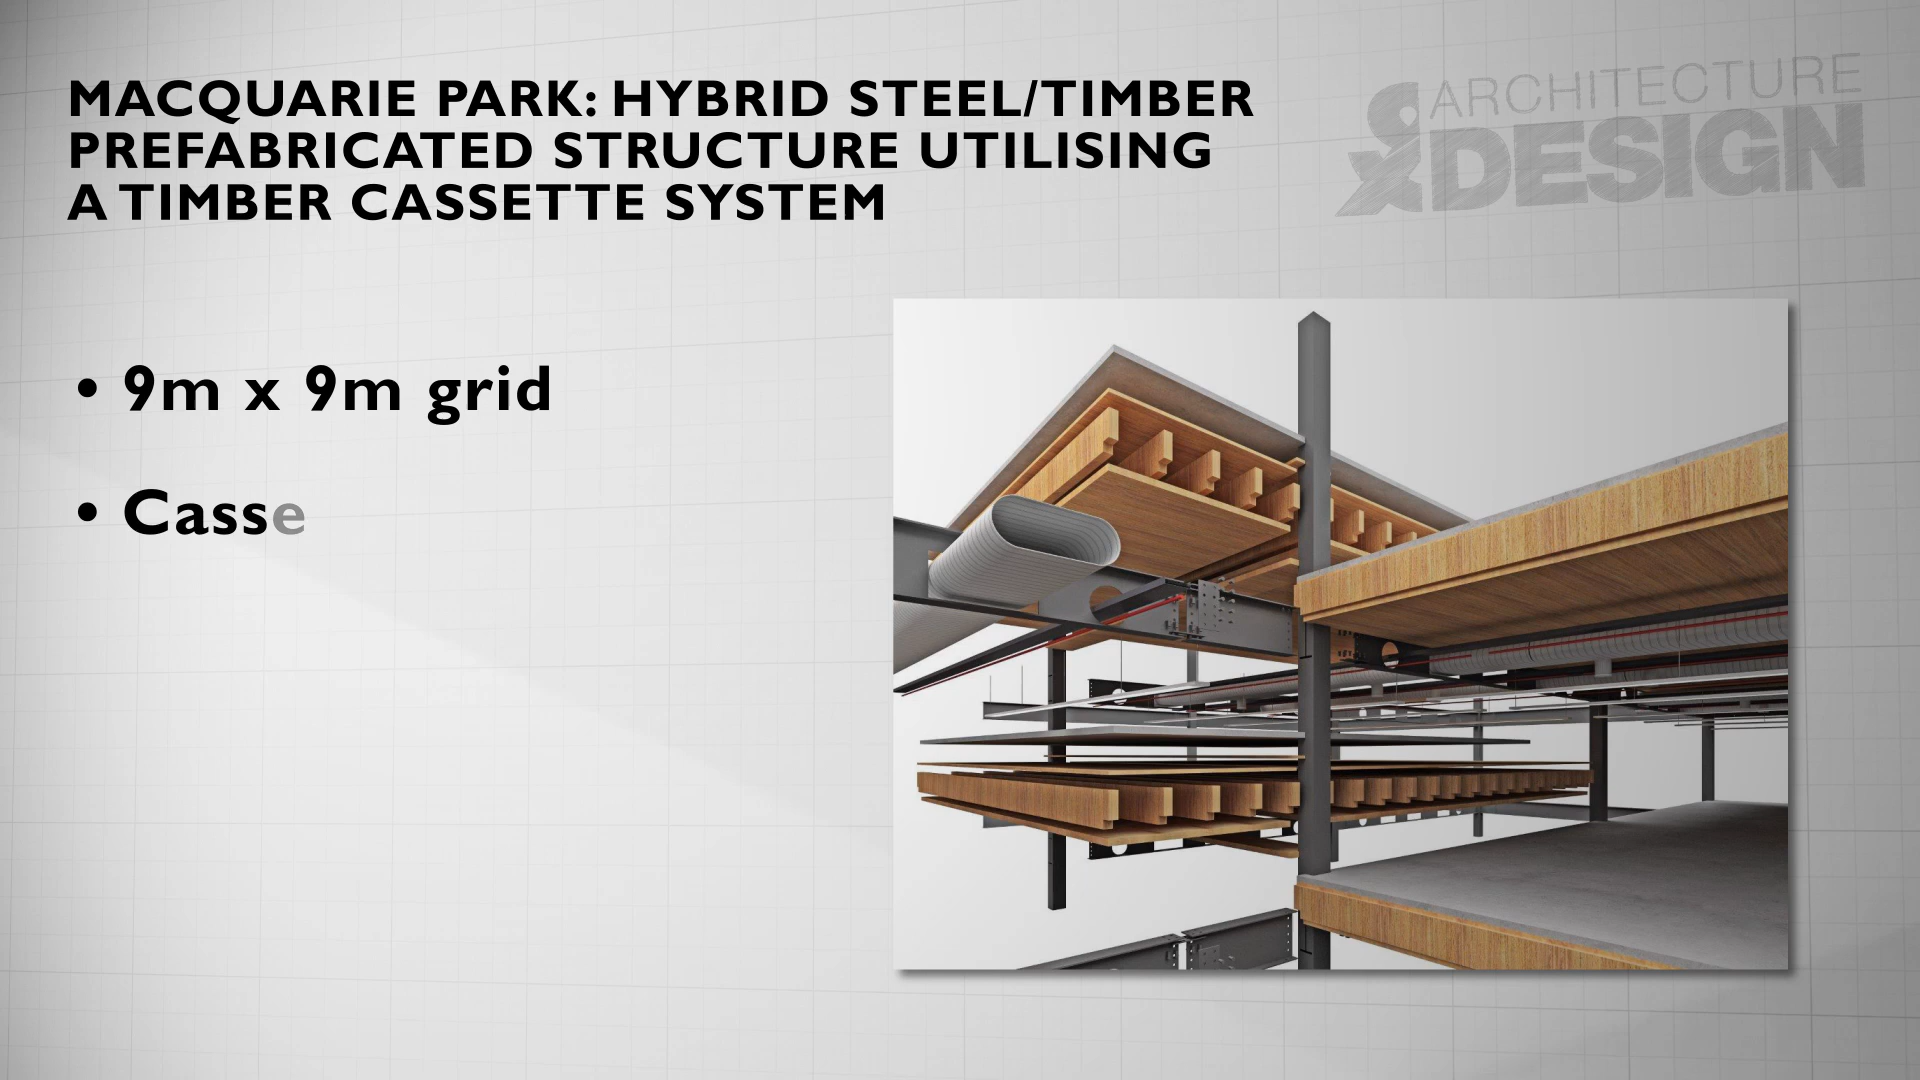 MACQUARIE PARK: HYBRID STEEL/TIMBER
PREFABRICATED STRUCTURE UTILISING
A TIMBER CASSETTE SYSTEM
& ARCHITECTURE
DESIGN
• 9m x 9m grid
• Casse